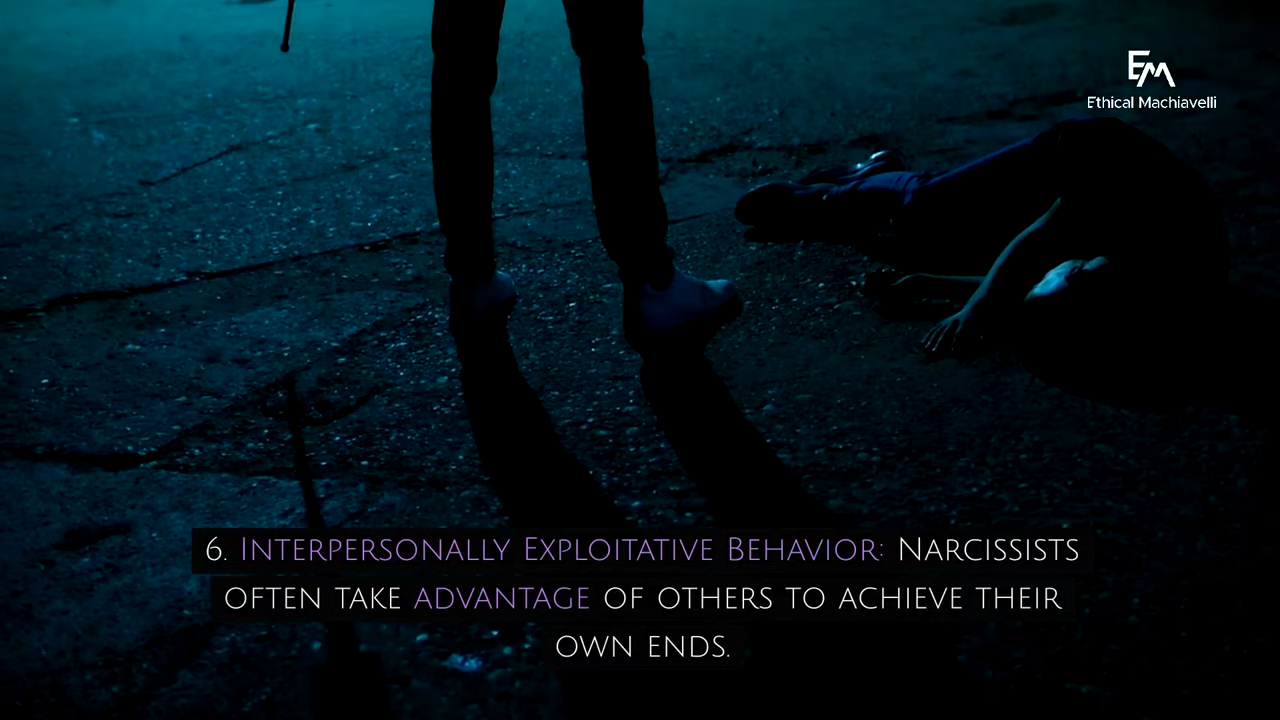 EM
Ethical Machiavelli
6. Interpersonally Exploitative Behavior: Narcissists
often take advantage of others to achieve their
own ends.